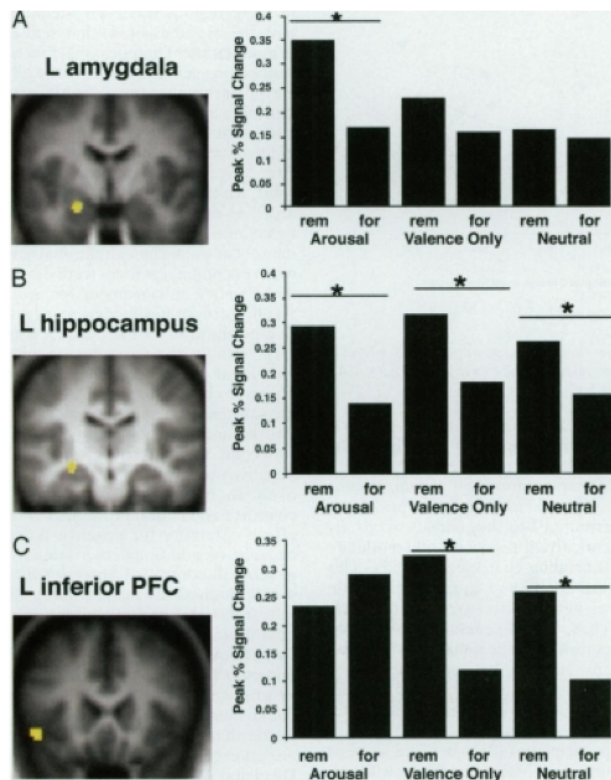 A
L amygdala
Peak % Signal Change
0.4
0.35
0.3
0.25
0.2
0.15
0.1
0.05
0
*
rem for rem for rem for
Arousal Valence Only Neutral
B
L hippocampus
Peak % Signal Change
0.4
0.35
0.3
0.25
0.2
0.15
0.1
0.05
0
* * *
rem for rem for rem for
Arousal Valence Only Neutral
C
L inferior PFC
Peak % Signal Change
0.35
0.3
0.25
0.2
0.15
0.1
0.05
0
* *
rem for rem for rem for
Arousal Valence Only Neutral